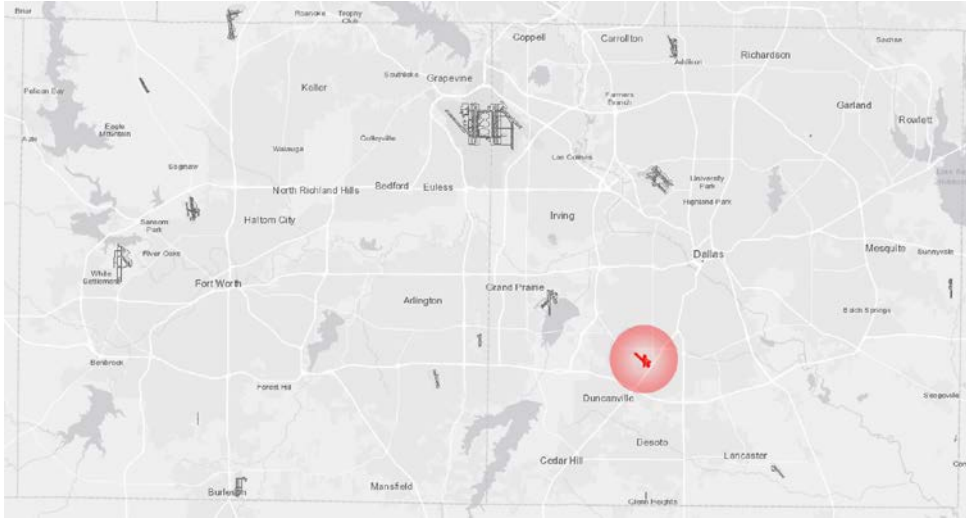 Briar
Roanoke
Trophy
Club
Coppell
Carrollton
Addison
Richardson
Sachse
Southlake
Grapevine
Keller
Pelican Bay
Farmers
Branch
Garland
Rowlett
Eagle
Mountain
Azle
Colleyville
Watauga
Las Colinas
Saginaw
University
Park
North Richland Hills
Bedford
Euless
Highland Park
Sansom
Park
Haltom City
Irving
River Oaks
Dallas
Mesquite
Sunnyvale
White
Settlement
Fort Worth
Grand Prairie
Arlington
Balch Springs
Benbrook
Forest Hill
Duncanville
Seagoville
Desoto
Cedar Hill
Lancaster
Burleson
Mansfield
Glenn Heights